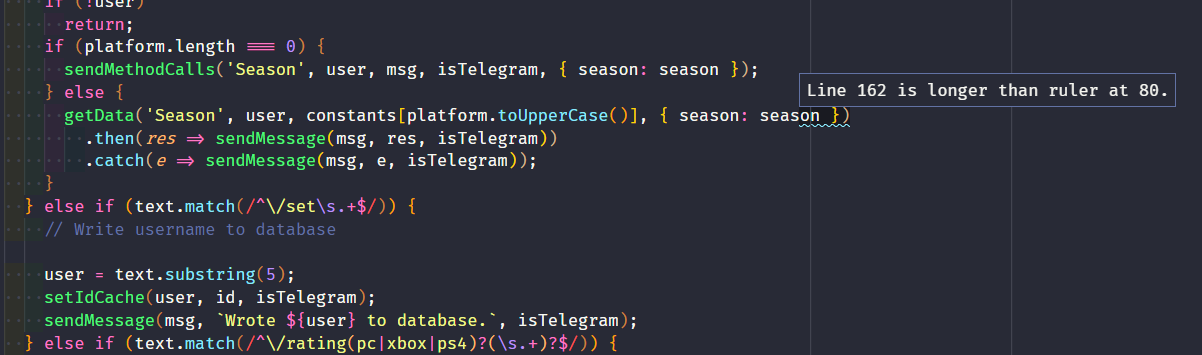 if (!user)
return;
if (platform.length === 0) {
sendMethodCalls('Season', user, msg, isTelegram, { season: season });
} else {
Line 162 is longer than ruler at 80.
getData('Season', user, constants[platform.toUpperCase()], { season: season })
.then(res => sendMessage(msg, res, isTelegram))
.catch(e => sendMessage(msg, e, isTelegram));
}
} else if (text.match(/^\/set\s.+$/)) {
// Write username to database
user = text.substring(5);
setIdCache(user, id, isTelegram);
sendMessage(msg, `Wrote ${user} to database.`, isTelegram);
} else if (text.match(/^\/rating(pc|xbox|ps4)?(\s.+)?$/)) {